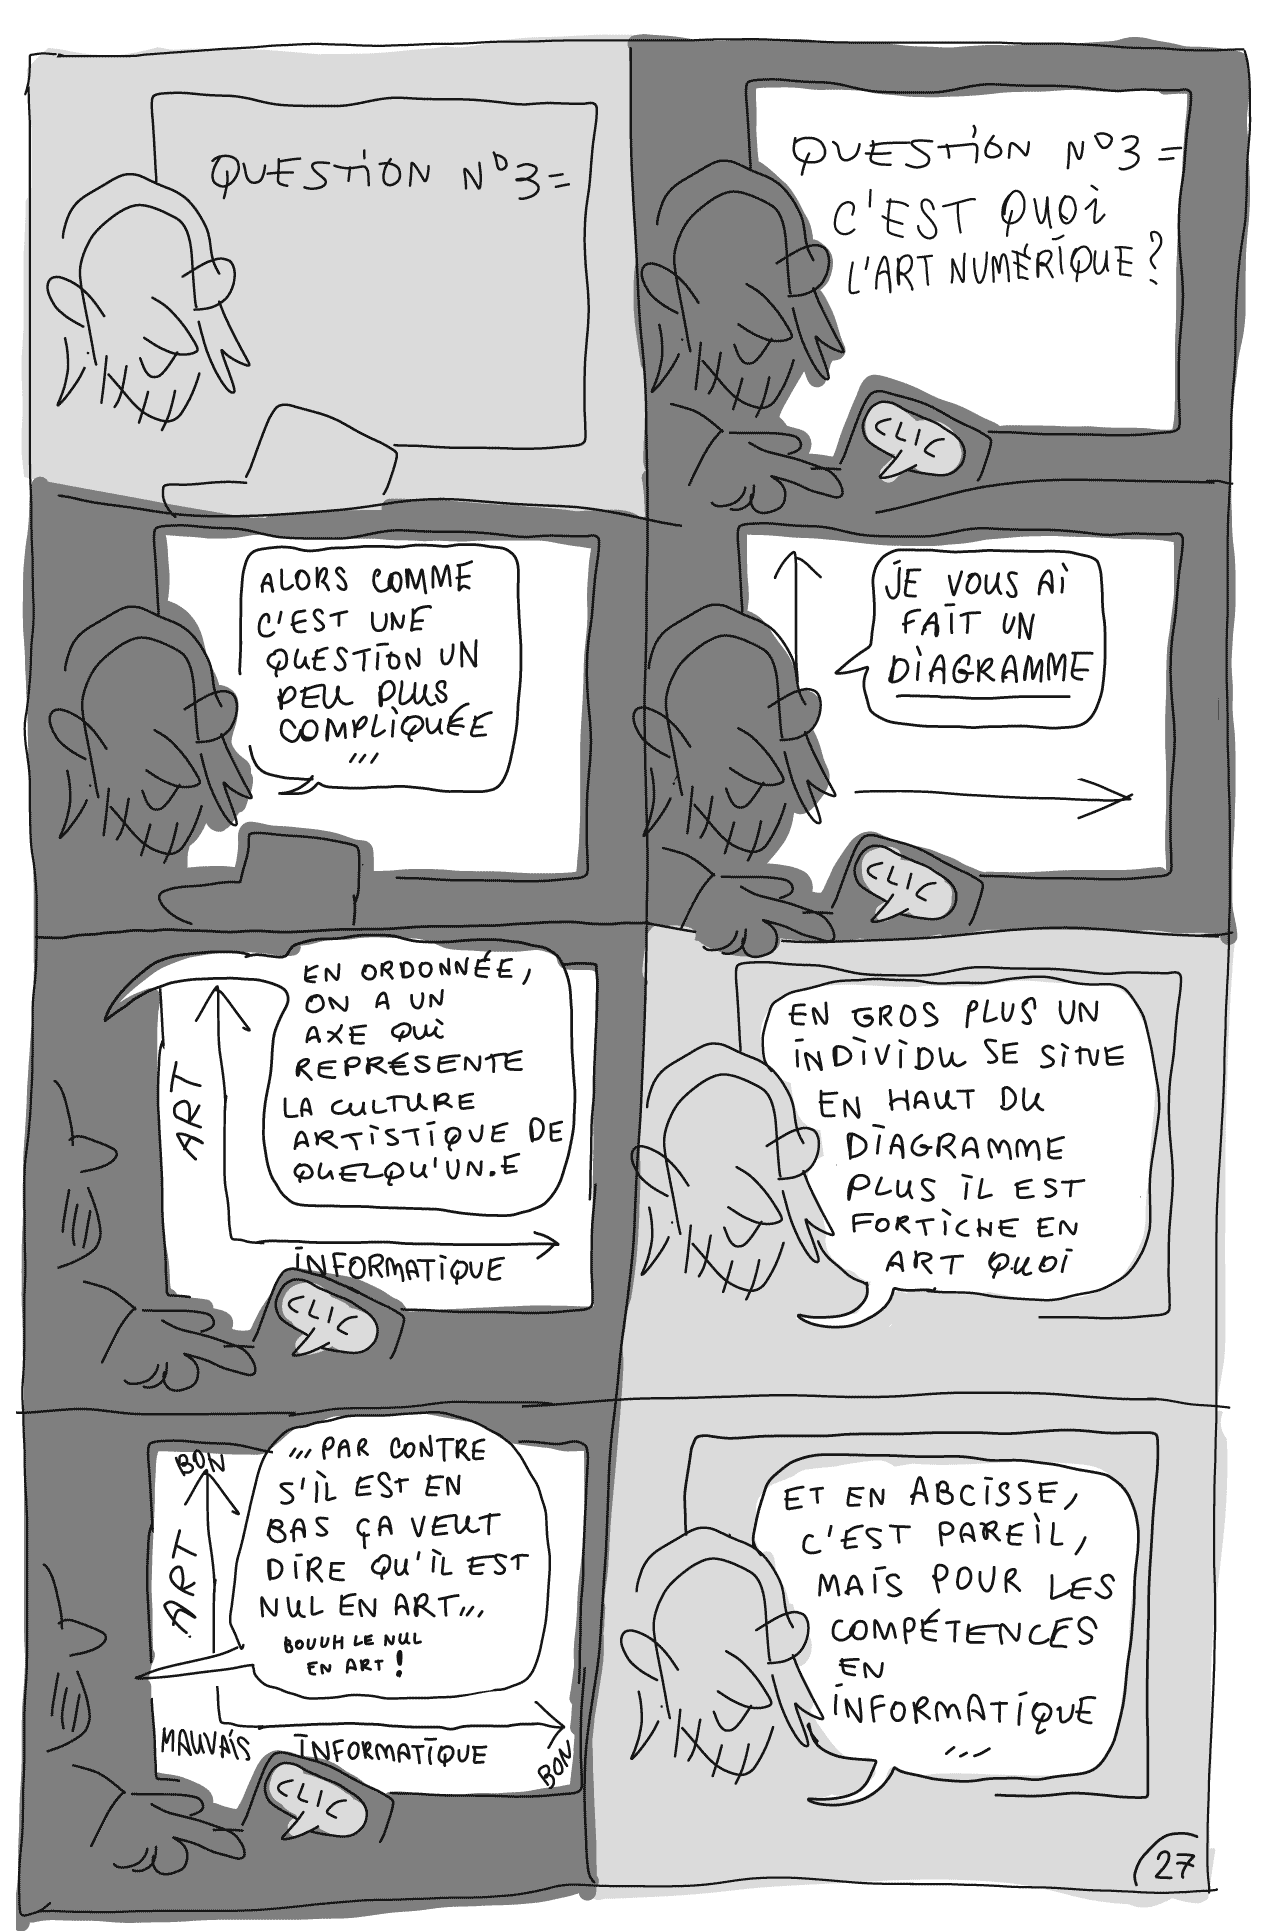 QUESTION N°3=
QUESTION N°3=
C'EST QUOI
L'ART NUMÉRIQUE?
CLIC
ALORS COMME
C'EST UNE
QUESTION UN
PEU PLUS
COMPLIQUÉE
...
JE VOUS AI
FAIT UN
DIAGRAMME
CLIC
EN ORDONNÉE,
ON A UN
AXE QUI
REPRÉSENTE
LA CULTURE
ARTISTIQUE DE
QUELQU'UN.E
ART
INFORMATIQUE
CLIC
EN GROS PLUS UN
INDIVIDU SE SITUE
EN HAUT DU
DIAGRAMME
PLUS IL EST
FORTICHE EN
ART QUOI
...PAR CONTRE
S'IL EST EN
BAS ÇA VEUT
DIRE QU'IL EST
NUL EN ART...
BOUUH LE NUL
EN ART!
BON
ART
MAUVAIS
INFORMATIQUE
BON
CLIC
ET EN ABCISSE,
C'EST PAREIL,
MAIS POUR LES
COMPÉTENCES
EN
INFORMATIQUE
...
27